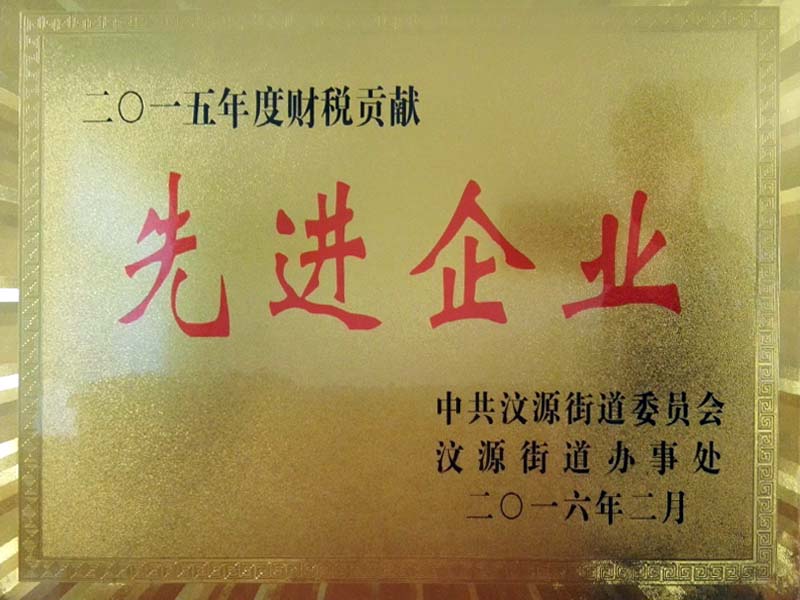 二〇一五年度财税贡献
先进企业
中共汶源街道委员会
汶源街道办事处
二〇一六年二月